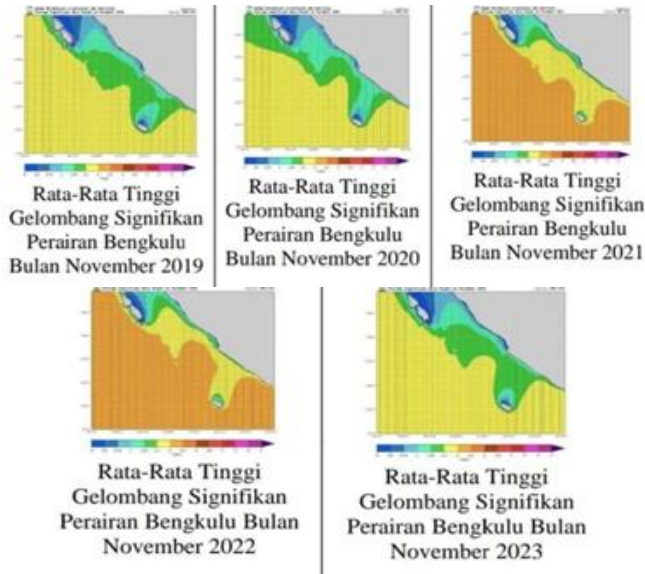 Rata-Rata Tinggi
Gelombang Signifikan
Perairan Bengkulu
Bulan November 2019
Rata-Rata Tinggi
Gelombang Signifikan
Perairan Bengkulu
Bulan November 2020
Rata-Rata Tinggi
Gelombang Signifikan
Perairan Bengkulu
Bulan November 2021
Rata-Rata Tinggi
Gelombang Signifikan
Perairan Bengkulu Bulan
November 2022
Rata-Rata Tinggi
Gelombang Signifikan
Perairan Bengkulu Bulan
November 2023